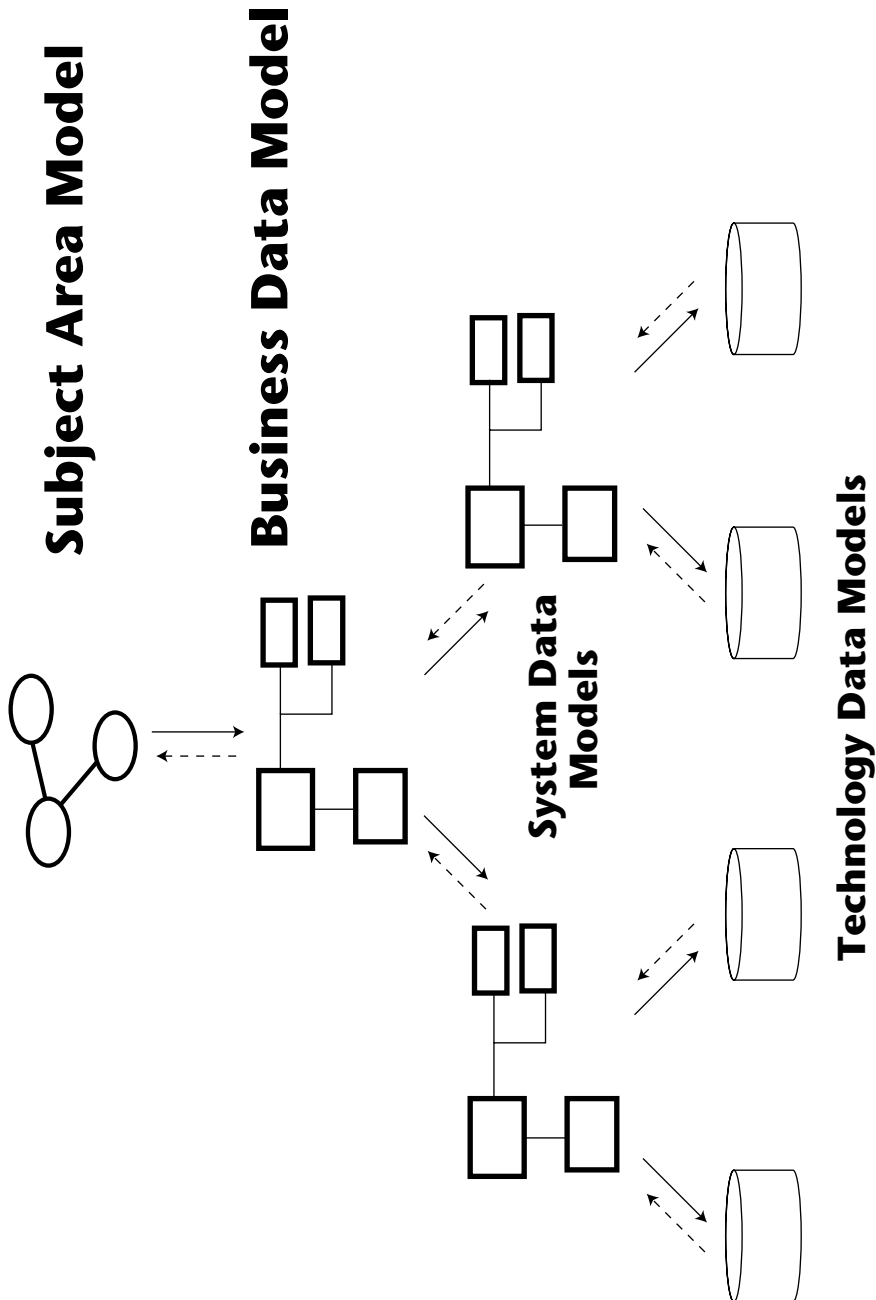 Subject Area Model
Business Data Model
System Data
Models
Technology Data Models